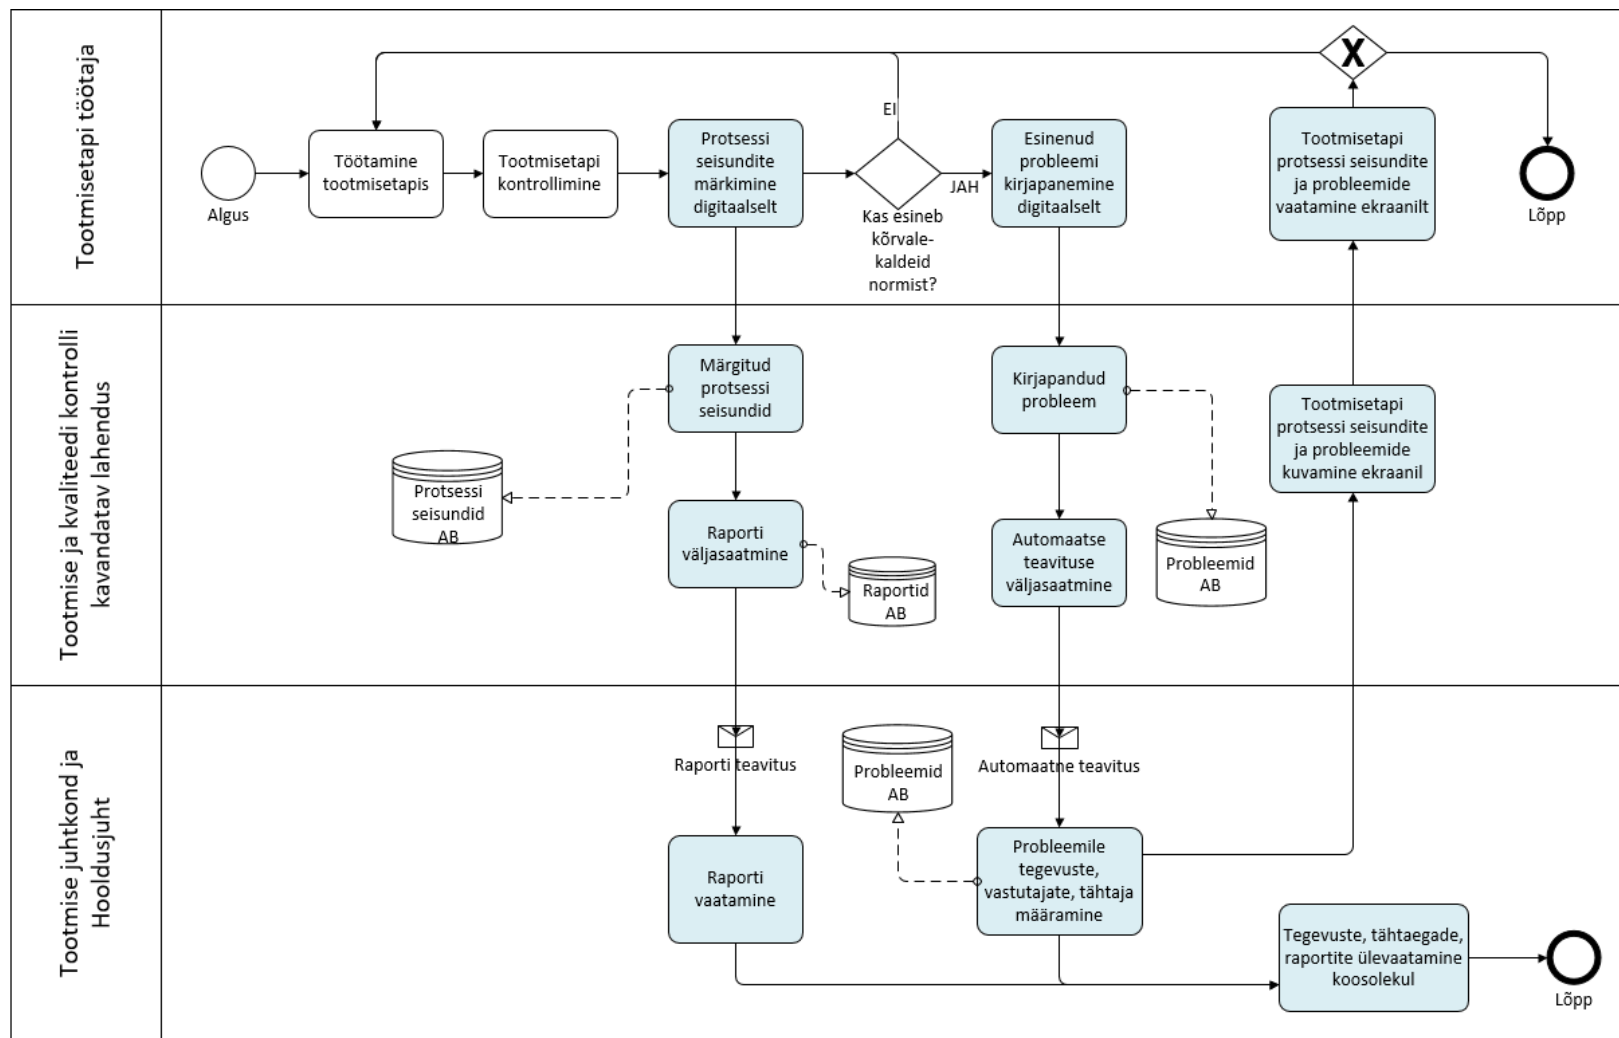 Tootmisetapi töötaja
Algus
Töötamine
tootmisetapis
Tootmisetapi
kontrollimine
Protsessi
seisundite
märkimine
digitaalselt
EI
JAH
Kas esineb
kõrvale-
kaldeid
normist?
Esinenud
probleemi
kirjapanemine
digitaalselt
Tootmisetapi
protsessi seisundite
ja probleemide
vaatamine ekraanilt
X
Lõpp
Tootmise ja kvaliteedi kontrolli
kavandatav lahendus
Märgitud
protsessi
seisundid
Protsessi
seisundid
AB
Raporti
väljasaatmine
Raportid
AB
Kirjapandud
probleem
Automaatse
teavituse
väljasaatmine
Probleemid
AB
Tootmisetapi
protsessi seisundite
ja probleemide
kuvamine ekraanil
Tootmise juhtkond ja
Hooldusjuht
Raporti teavitus
Raporti
vaatamine
Probleemid
AB
Automaatne teavitus
Probleemile
tegevuste,
vastutajate, tähtaja
määramine
Tegevuste, tähtaegade,
raportite ülevaatamine
koosolekul
Lõpp